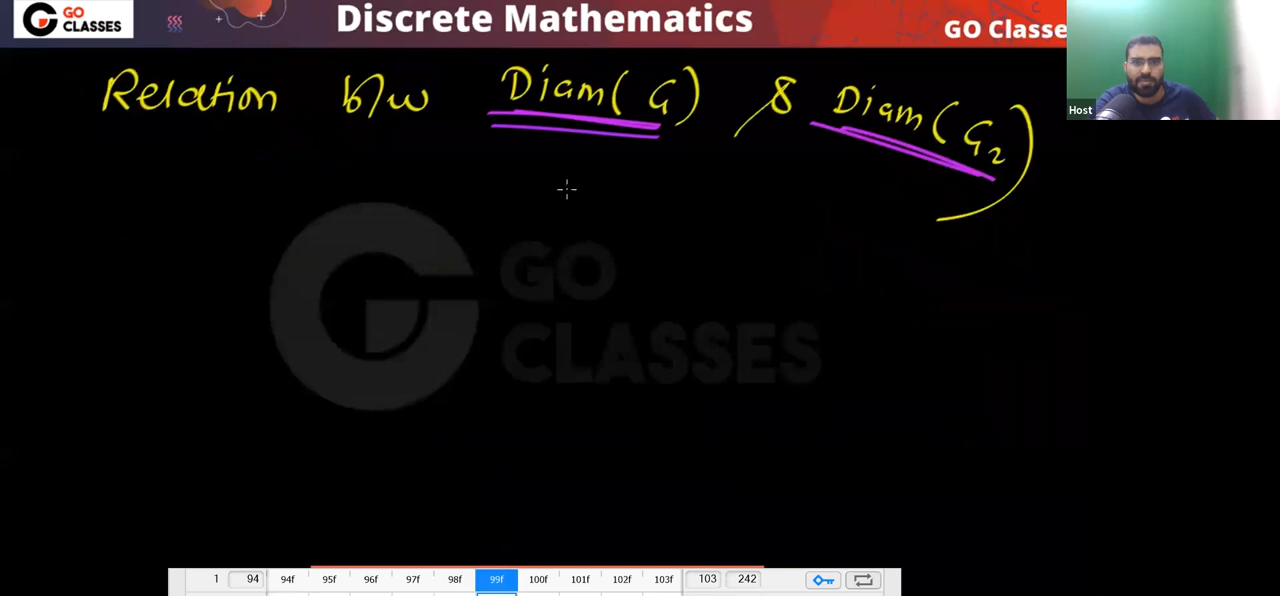 GO CLASSES
Discrete Mathematics
GO Classe
Relation b/w Diam(G) & Diam(G₂)
Host
GO CLASSES
1 94 94f 95f 96f 97f 98f 99f 100f 101f 102f 103f 103 242